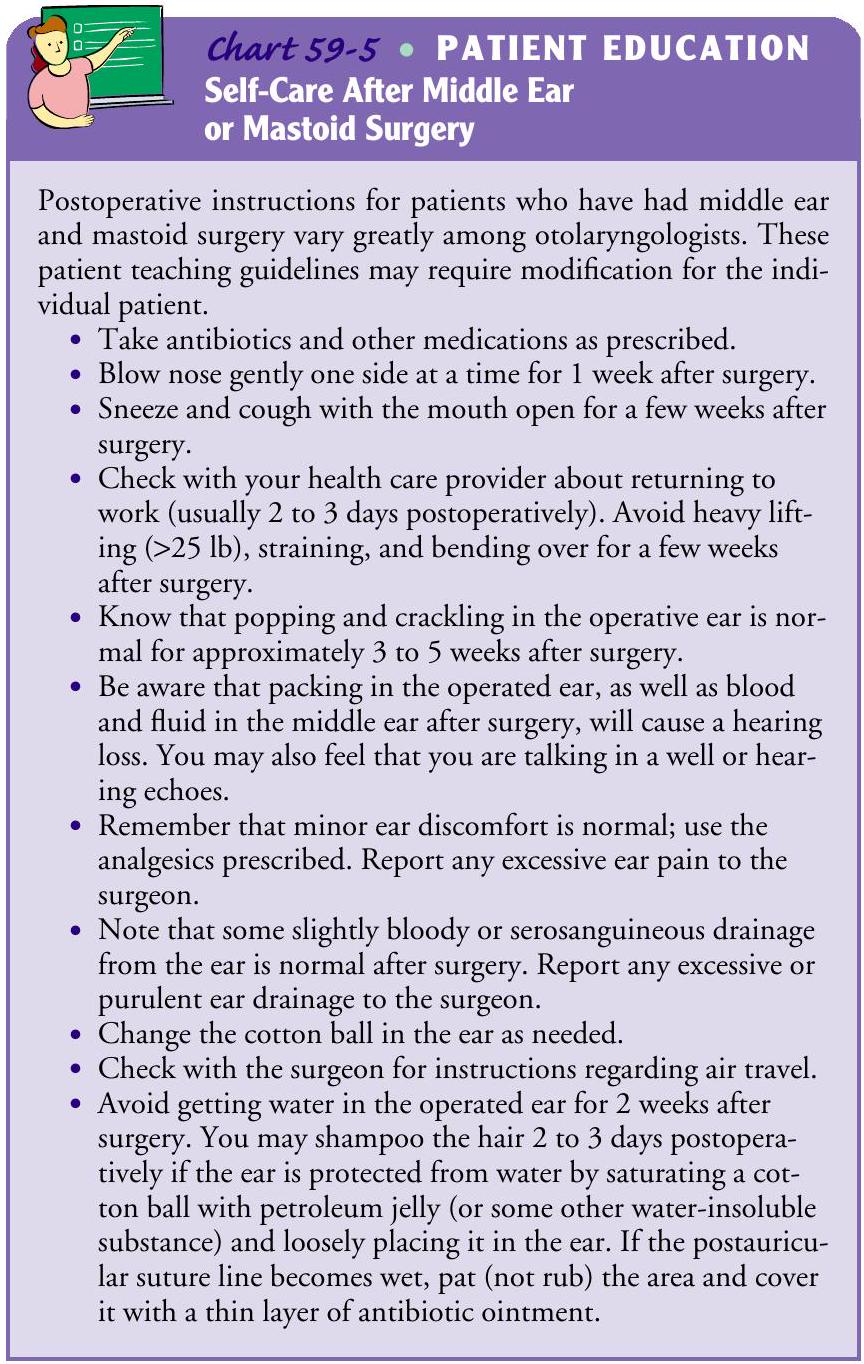 Chart 59-5 • PATIENT EDUCATION
Self-Care After Middle Ear
or Mastoid Surgery
Postoperative instructions for patients who have had middle ear
and mastoid surgery vary greatly among otolaryngologists. These
patient teaching guidelines may require modification for the indi-
vidual patient.
• Take antibiotics and other medications as prescribed.
• Blow nose gently one side at a time for 1 week after surgery.
• Sneeze and cough with the mouth open for a few weeks after
surgery.
• Check with your health care provider about returning to
work (usually 2 to 3 days postoperatively). Avoid heavy lift-
ing (>25 lb), straining, and bending over for a few weeks
after surgery.
• Know that popping and crackling in the operative ear is nor-
mal for approximately 3 to 5 weeks after surgery.
• Be aware that packing in the operated ear, as well as blood
and fluid in the middle ear after surgery, will cause a hearing
loss. You may also feel that you are talking in a well or hear-
ing echoes.
• Remember that minor ear discomfort is normal; use the
analgesics prescribed. Report any excessive ear pain to the
surgeon.
• Note that some slightly bloody or serosanguineous drainage
from the ear is normal after surgery. Report any excessive or
purulent ear drainage to the surgeon.
• Change the cotton ball in the ear as needed.
• Check with the surgeon for instructions regarding air travel.
• Avoid getting water in the operated ear for 2 weeks after
surgery. You may shampoo the hair 2 to 3 days postopera-
tively if the ear is protected from water by saturating a cot-
ton ball with petroleum jelly (or some other water-insoluble
substance) and loosely placing it in the ear. If the postauricu-
lar suture line becomes wet, pat (not rub) the area and cover
it with a thin layer of antibiotic ointment.